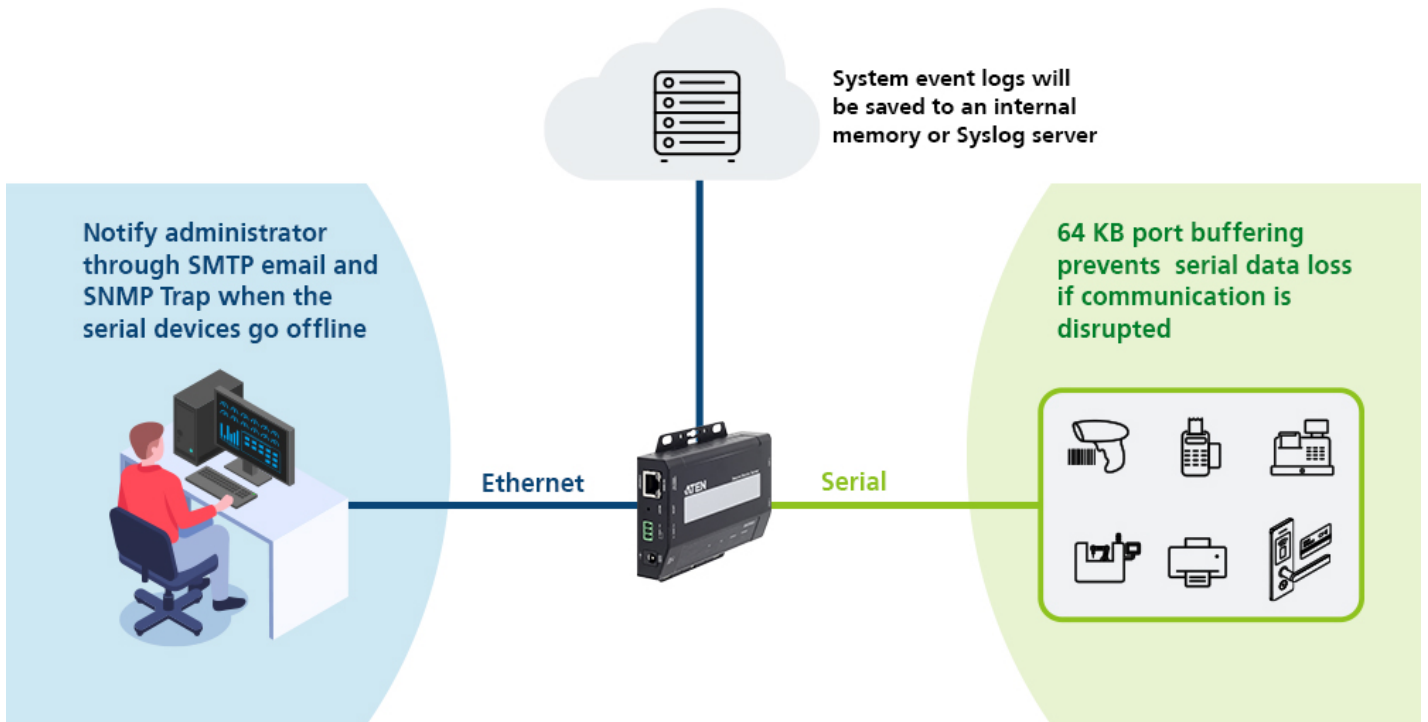 System event logs will
be saved to an internal
memory or Syslog server
Notify administrator
through SMTP email and
SNMP Trap when the
serial devices go offline
64 KB port buffering
prevents serial data loss
if communication is
disrupted
Ethernet
Serial
ATEN